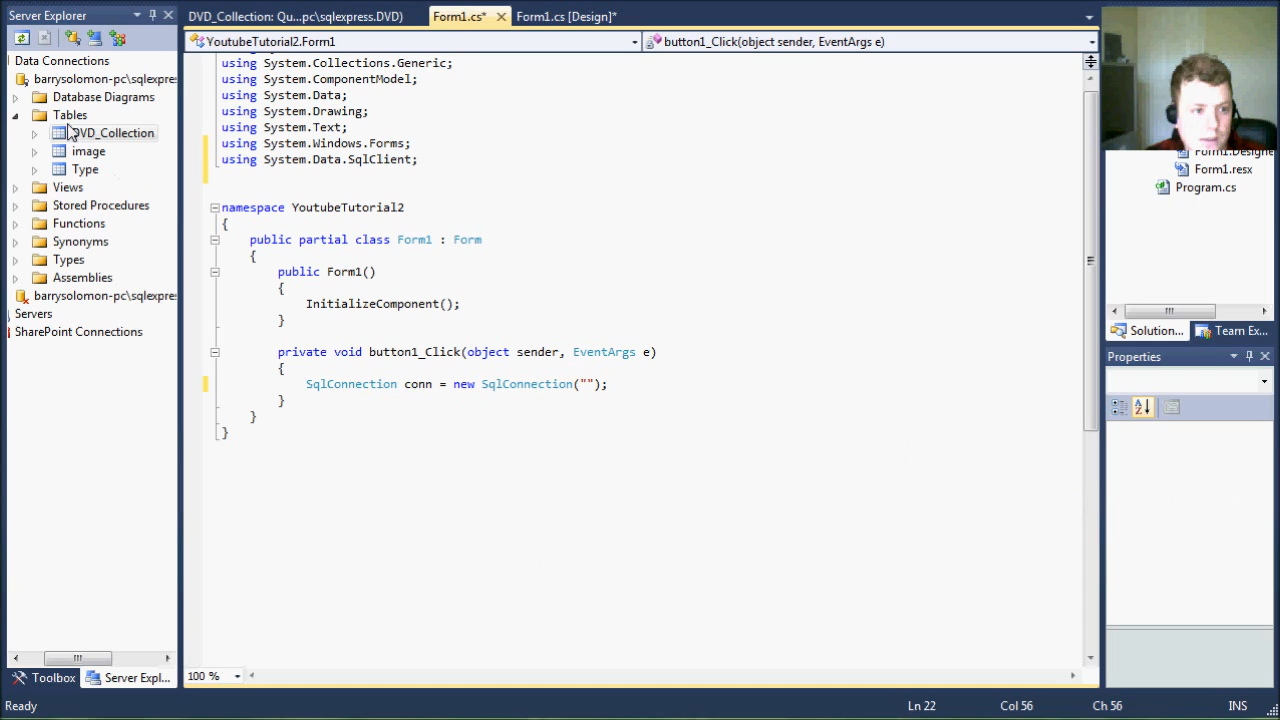 Server Explorer
DVD_Collection: Qu...pc\sqlexpress.DVD)
Form1.cs*
Form1.cs [Design]*
YoutubeTutorial2.Form1
button1_Click(object sender, EventArgs e)
Data Connections
barrysolomon-pc\sqlexpres
Database Diagrams
Tables
DVD_Collection
image
Type
Views
Stored Procedures
Functions
Synonyms
Types
Assemblies
barrysolomon-pc\sqlexpres
Servers
SharePoint Connections
Toolbox
Server Expl...
using System.Collections.Generic;
using System.ComponentModel;
using System.Data;
using System.Drawing;
using System.Text;
using System.Windows.Forms;
using System.Data.SqlClient;
namespace YoutubeTutorial2
{
public partial class Form1 : Form
{
public Form1()
{
InitializeComponent();
}
private void button1_Click(object sender, EventArgs e)
{
SqlConnection conn = new SqlConnection("");
}
}
}
100 %
Form1.Designe
Form1.resx
Program.cs
Solution...
Team Ex...
Properties
Ready
Ln 22
Col 56
Ch 56
INS